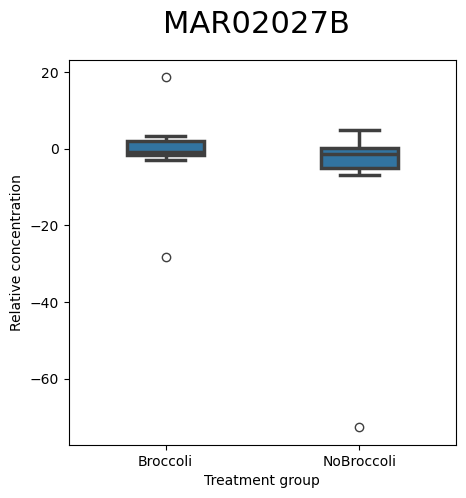 MAR02027B
20
0
−20
−40
−60
Relative concentration
Broccoli
NoBroccoli
Treatment group